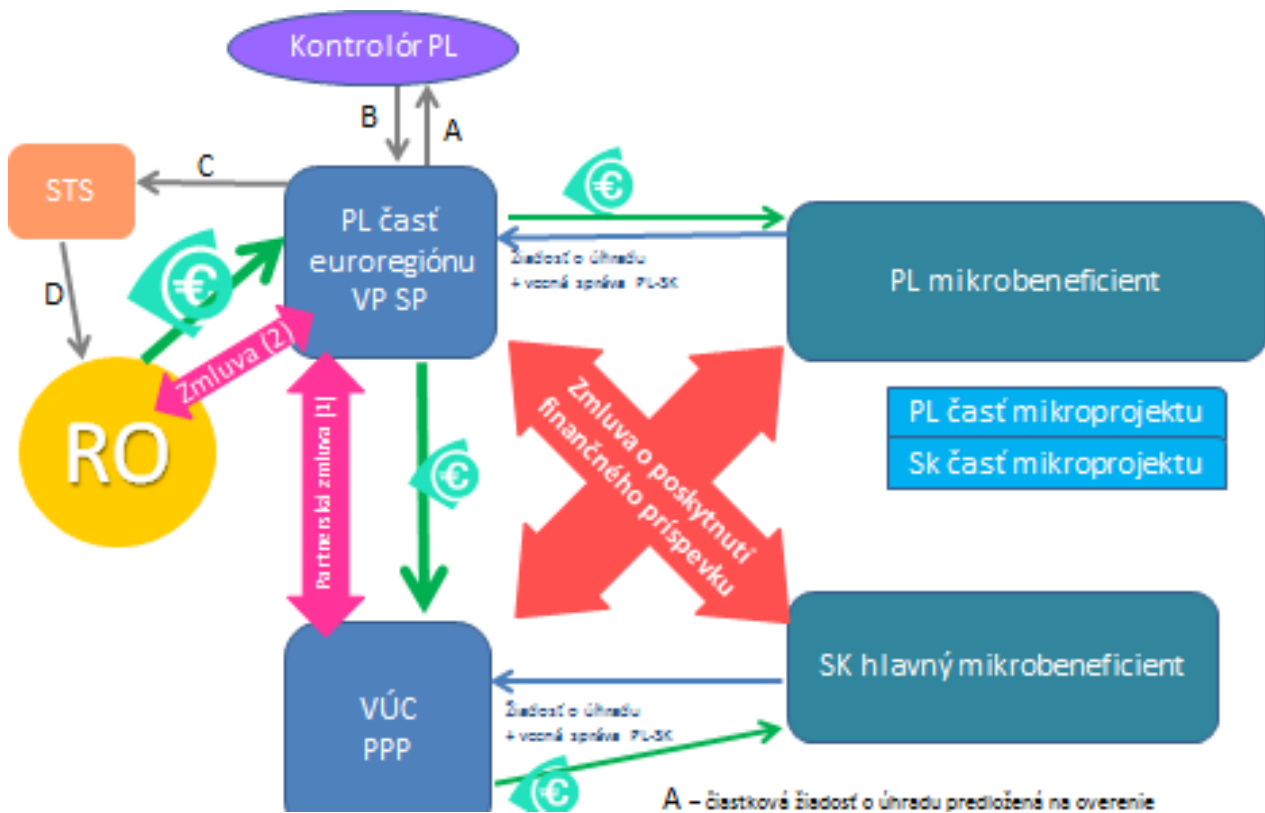 Kontrolór PL
B
A
STS
C
D
€
€
PL časť
euroregiónu
VP SP
Žiadosť o úhradu
+ vecná správa PL-SK
PL mikrobeneficient
Zmluva (2)
RO
Partnerská zmluva (1)
€
Zmluva o poskytnutí
finančného príspevku
PL časť mikroprojektu
Sk časť mikroprojektu
VÚC
PPP
Žiadosť o úhradu
+ vecná správa PL-SK
SK hlavný mikrobeneficient
€
A – čiastková žiadosť o úhradu predložená na overenie